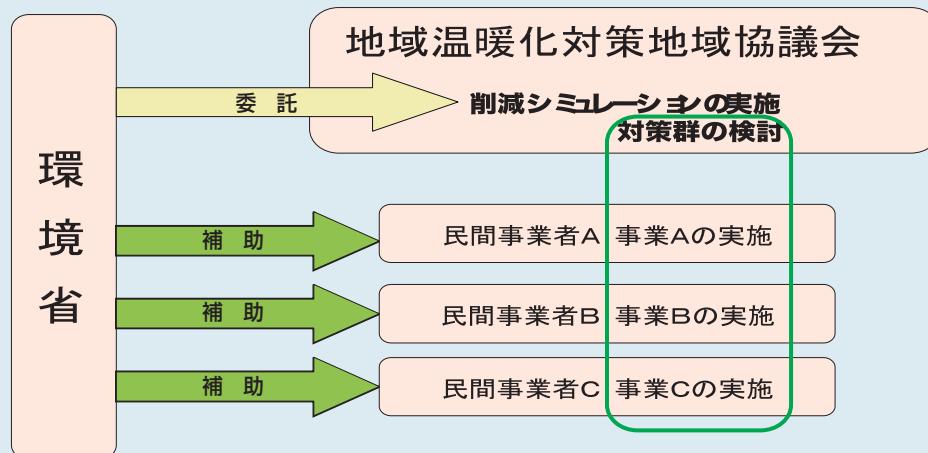 地域温暖化対策地域協議会
委 託
削減シミュレーションの実施
対策群の検討
環境省
補 助
民間事業者A 事業Aの実施
補 助
民間事業者B 事業Bの実施
補 助
民間事業者C 事業Cの実施